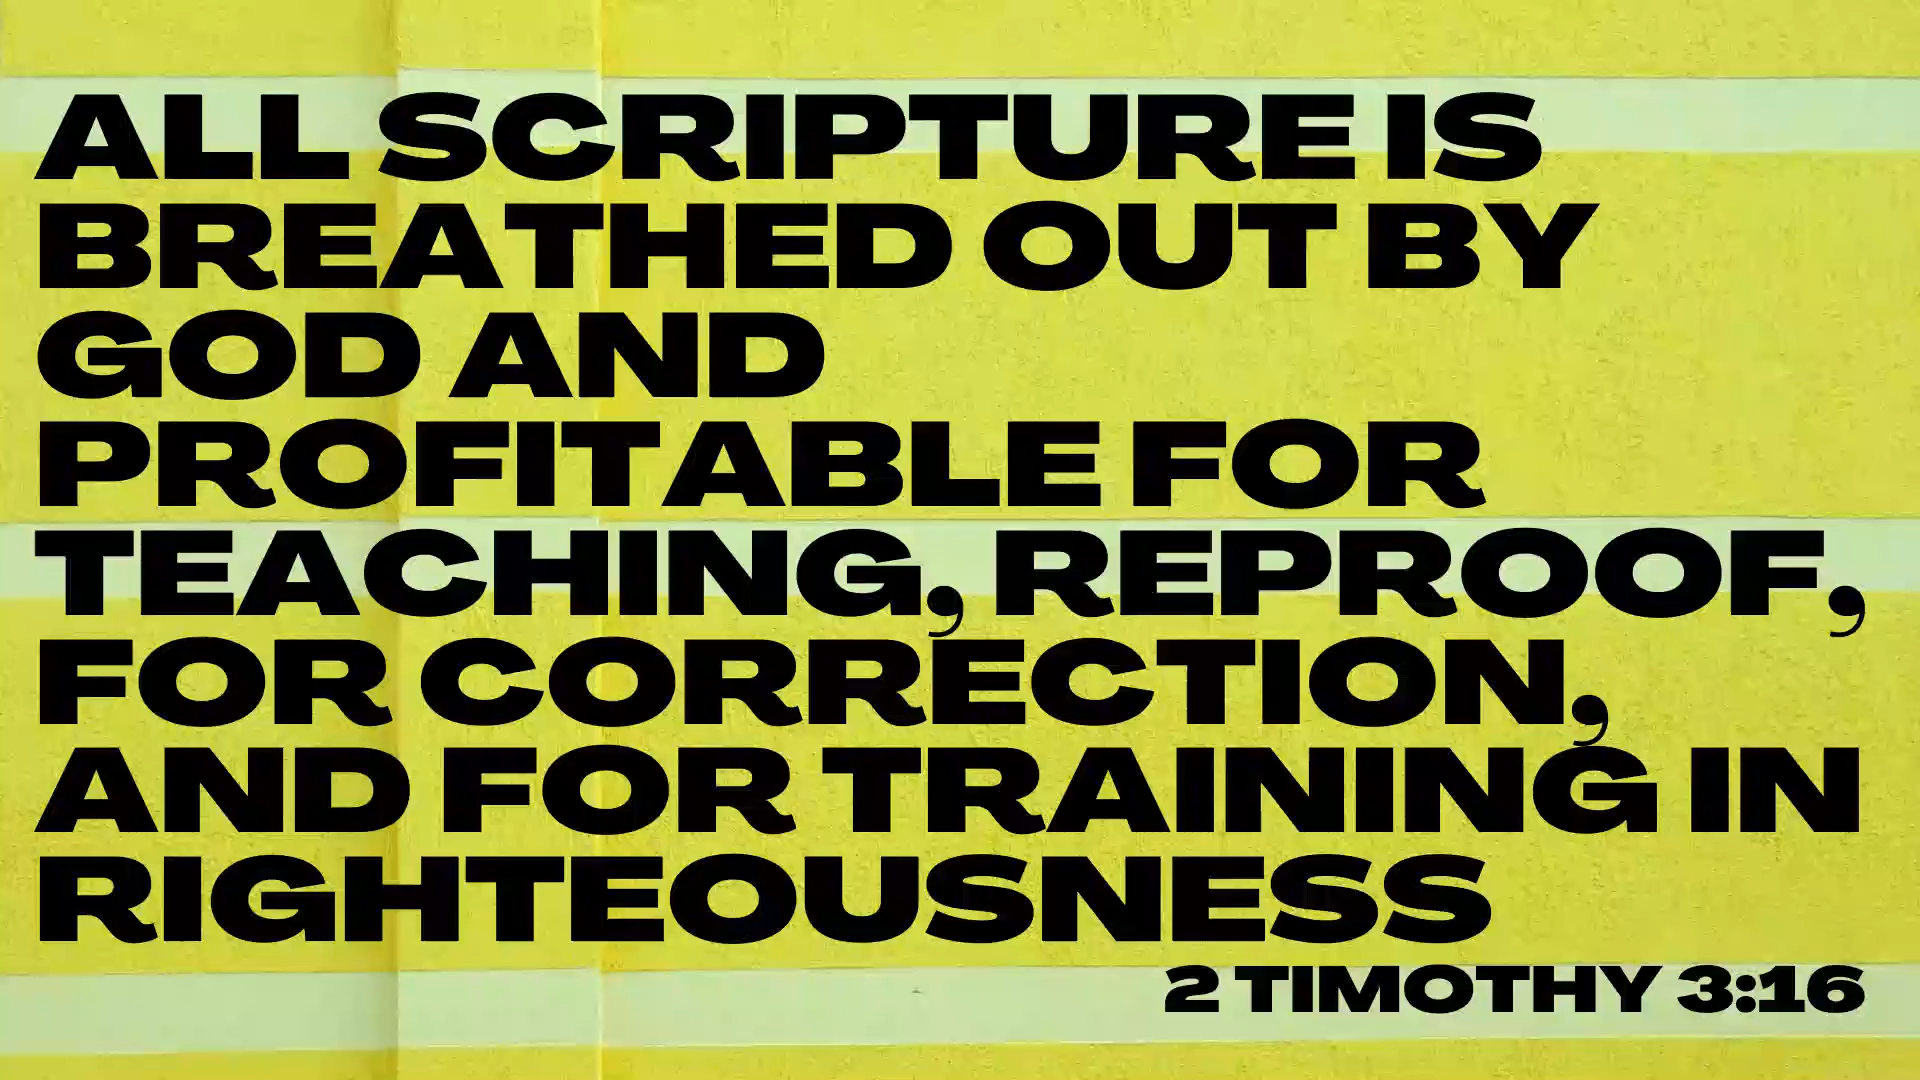 ALL SCRIPTURE IS
BREATHED OUT BY
GOD AND
PROFITABLE FOR
TEACHING, REPROOF,
FOR CORRECTION,
AND FOR TRAINING IN
RIGHTEOUSNESS
2 TIMOTHY 3:16